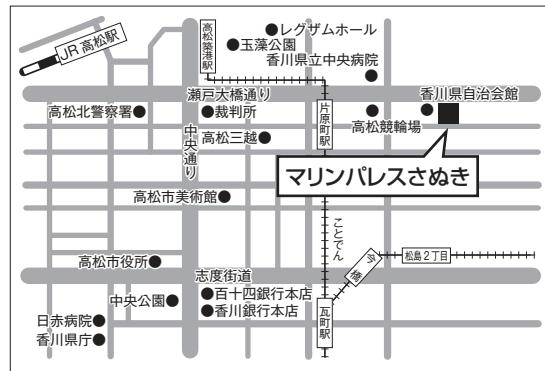 JR高松駅
高松築港駅
レグザムホール
玉藻公園
香川県立中央病院
瀬戸大橋通り
香川県自治会館
高松北警察署
裁判所
片原町駅
高松競輪場
中央通り
高松三越
マリンパレスさぬき
高松市美術館
ことでん
高松市役所
志度街道
今橋
松島2丁目
中央公園
百十四銀行本店
香川銀行本店
瓦町駅
日赤病院
香川県庁